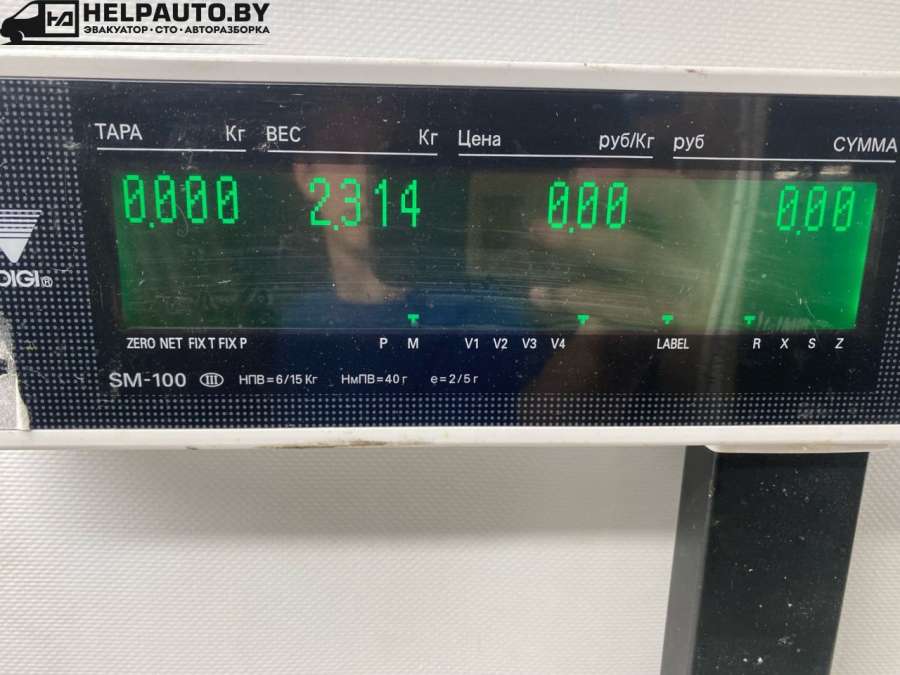 HELPAUTO.BY
ЭВАКУАТОР • СТО • АВТОРАЗБОРКА
ТАРА Кг ВЕС Кг Цена руб/Кг руб СУММА
0.000 2.314 0.00 0.00
DIGI®
ZERO NET FIX T FIX P P M V1 V2 V3 V4 LABEL R X S Z
SM-100 III НПВ=6/15 Кг НмПВ=40 г e=2/5 г